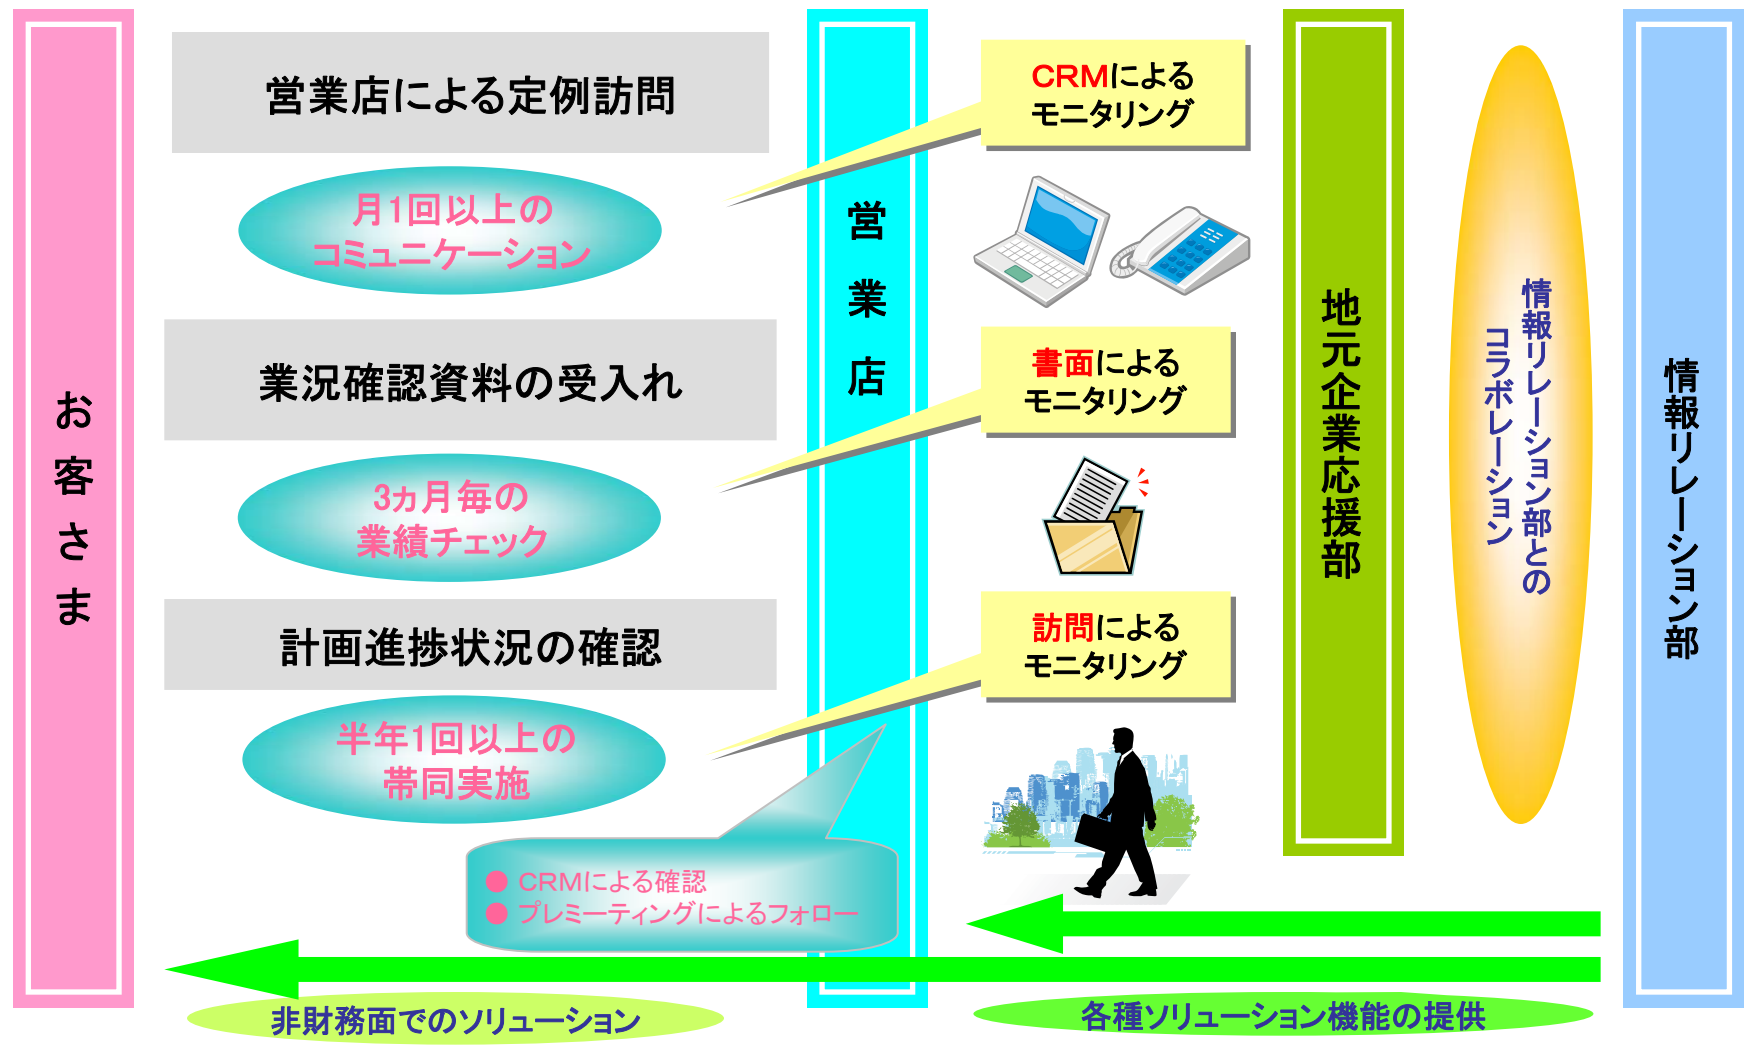 お客さま
営業店による定例訪問
月1回以上の
コミュニケーション
業況確認資料の受入れ
3ヵ月毎の
業績チェック
計画進捗状況の確認
半年1回以上の
帯同実施
● CRMによる確認
● プレミーティングによるフォロー
営業店
CRMによる
モニタリング
書面による
モニタリング
訪問による
モニタリング
地元企業応援部
情報リレーション部との
コラボレーション
情報リレーション部
非財務面でのソリューション
各種ソリューション機能の提供